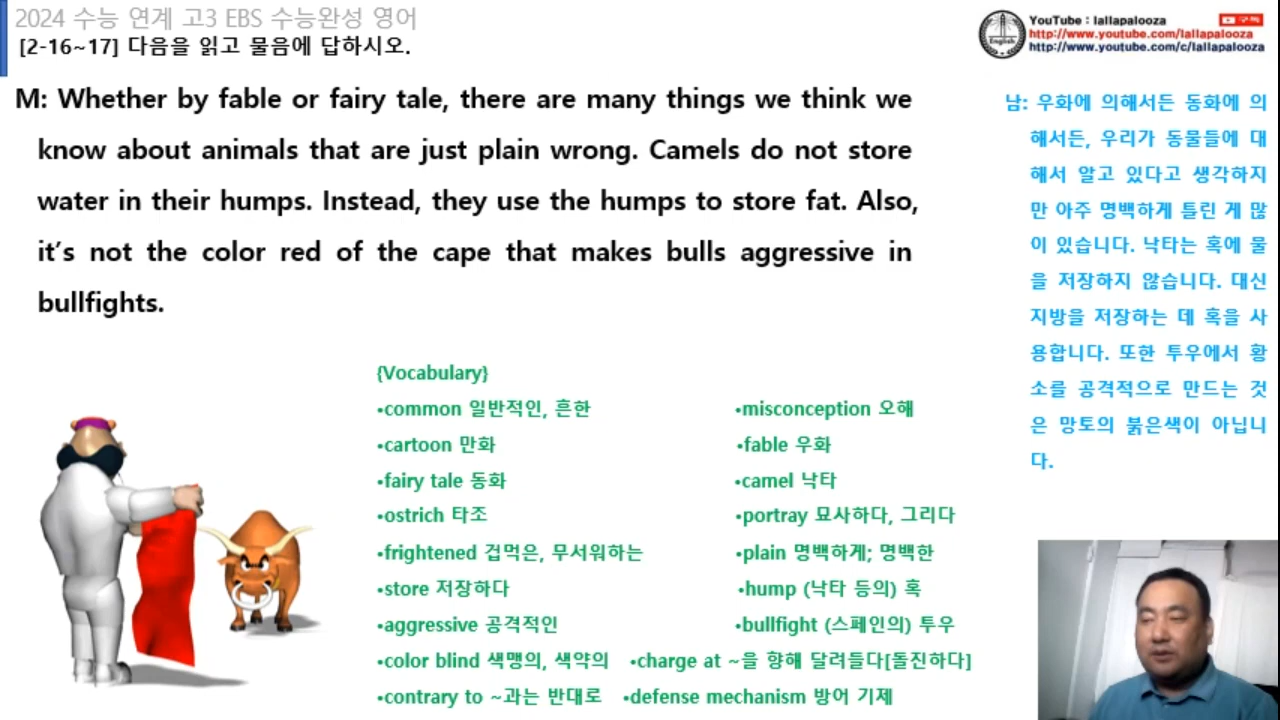 2024 수능 연계 고3 EBS 수능완성 영어
[2-16~17] 다음을 읽고 물음에 답하시오.
YouTube : lallapalooza
구독
http://www.youtube.com/lallapalooza
http://www.youtube.com/c/lallapalooza
English
M: Whether by fable or fairy tale, there are many things we think we
know about animals that are just plain wrong. Camels do not store
water in their humps. Instead, they use the humps to store fat. Also,
it's not the color red of the cape that makes bulls aggressive in
bullfights.
남: 우화에 의해서든 동화에 의
해서든, 우리가 동물들에 대
해서 알고 있다고 생각하지
만 아주 명백하게 틀린 게 많
이 있습니다. 낙타는 혹에 물
을 저장하지 않습니다. 대신
지방을 저장하는 데 혹을 사
용합니다. 또한 투우에서 황
소를 공격적으로 만드는 것
은 망토의 붉은색이 아닙니
다.
{Vocabulary}
•common 일반적인, 흔한 •misconception 오해
•cartoon 만화 •fable 우화
•fairy tale 동화 •camel 낙타
•ostrich 타조 •portray 묘사하다, 그리다
•frightened 겁먹은, 무서워하는 •plain 명백하게; 명백한
•store 저장하다 •hump (낙타 등의) 혹
•aggressive 공격적인 •bullfight (스페인의) 투우
•color blind 색맹의, 색약의 •charge at ~을 향해 달려들다[돌진하다]
•contrary to ~과는 반대로 •defense mechanism 방어 기제